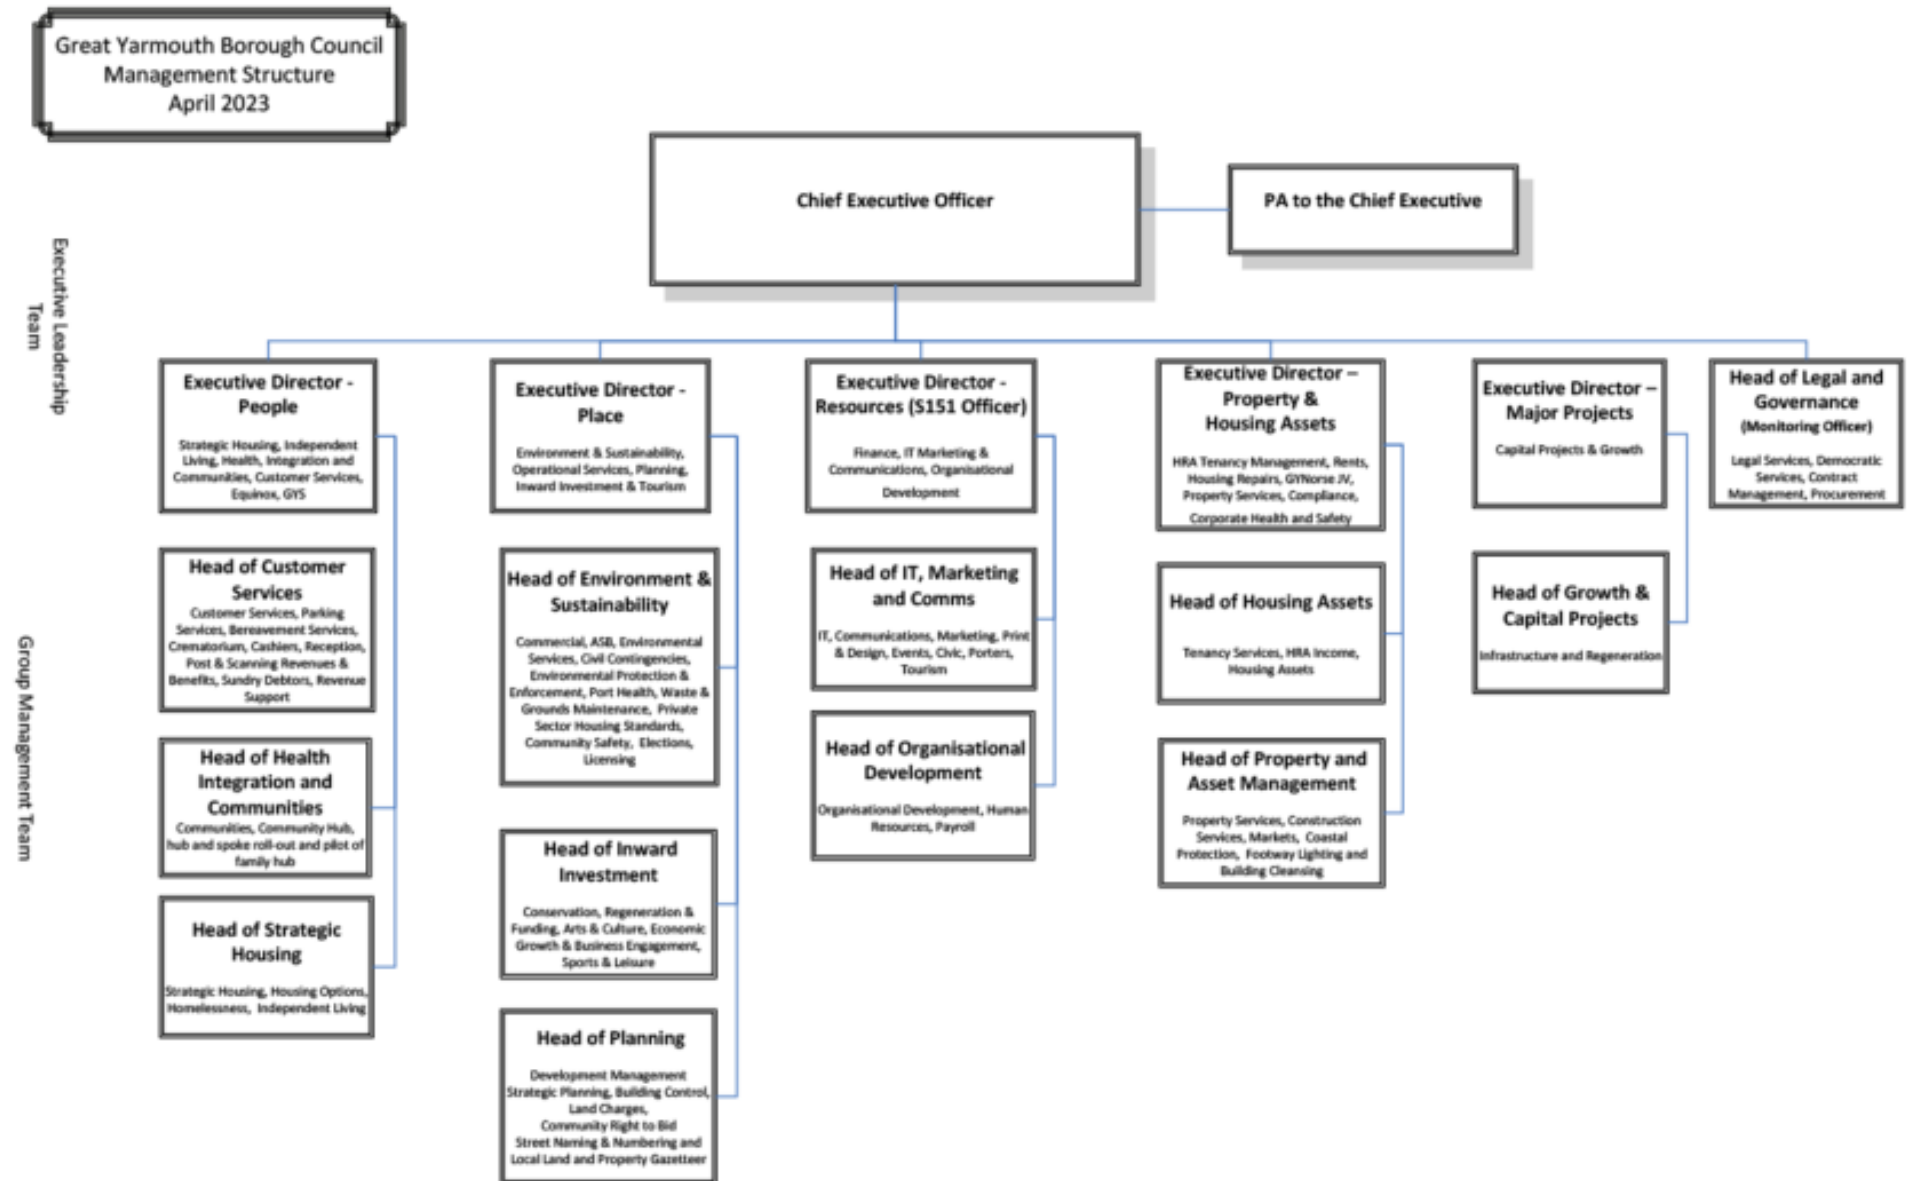 Great Yarmouth Borough Council
Management Structure
April 2023
Chief Executive Officer
PA to the Chief Executive
Executive Leadership
Team
Executive Director -
People
Strategic Housing, Independent
Living, Health, Integration and
Communities, Customer Services,
Equinox, GYS
Executive Director -
Place
Environment & Sustainability,
Operational Services, Planning,
Inward Investment & Tourism
Executive Director -
Resources (S151 Officer)
Finance, IT Marketing &
Communications, Organisational
Development
Executive Director –
Property &
Housing Assets
HRA Tenancy Management, Rents,
Housing Repairs, GYNorse JV,
Property Services, Compliance,
Corporate Health and Safety
Executive Director –
Major Projects
Capital Projects & Growth
Head of Legal and
Governance
(Monitoring Officer)
Legal Services, Democratic
Services, Contract
Management, Procurement
Group Management Team
Head of Customer
Services
Customer Services, Parking
Services, Bereavement Services,
Crematorium, Cashiers, Reception,
Post & Scanning Revenues &
Benefits, Sundry Debtors, Revenue
Support
Head of Health
Integration and
Communities
Communities, Community Hub,
hub and spoke roll-out and pilot of
family hub
Head of Strategic
Housing
Strategic Housing, Housing Options,
Homelessness, Independent Living
Head of Environment &
Sustainability
Commercial, ASB, Environmental
Services, Civil Contingencies,
Environmental Protection &
Enforcement, Port Health, Waste &
Grounds Maintenance, Private
Sector Housing Standards,
Community Safety, Elections,
Licensing
Head of Inward
Investment
Conservation, Regeneration &
Funding, Arts & Culture, Economic
Growth & Business Engagement,
Sports & Leisure
Head of Planning
Development Management
Strategic Planning, Building Control,
Land Charges,
Community Right to Bid
Street Naming & Numbering and
Local Land and Property Gazetteer
Head of IT, Marketing
and Comms
IT, Communications, Marketing, Print
& Design, Events, Civic, Porters,
Tourism
Head of Organisational
Development
Organisational Development, Human
Resources, Payroll
Head of Housing Assets
Tenancy Services, HRA Income,
Housing Assets
Head of Property and
Asset Management
Property Services, Construction
Services, Markets, Coastal
Protection, Footway Lighting and
Building Cleansing
Head of Growth &
Capital Projects
Infrastructure and Regeneration